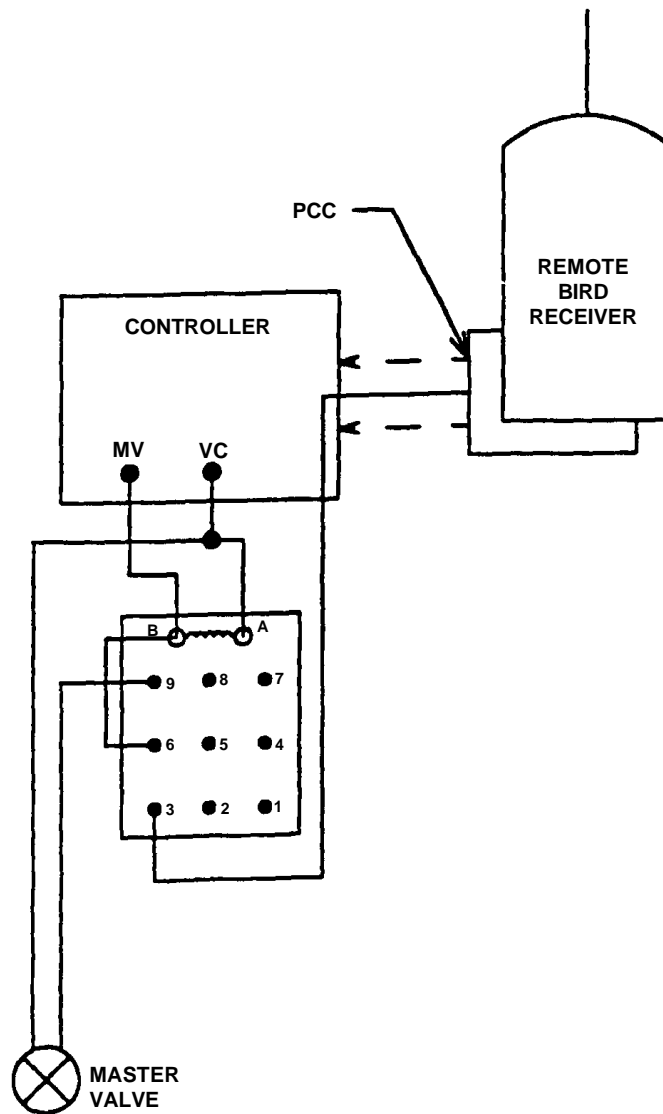 PCC
REMOTE
BIRD
RECEIVER
CONTROLLER
MV VC
B A
9 8 7
6 5 4
3 2 1
MASTER
VALVE